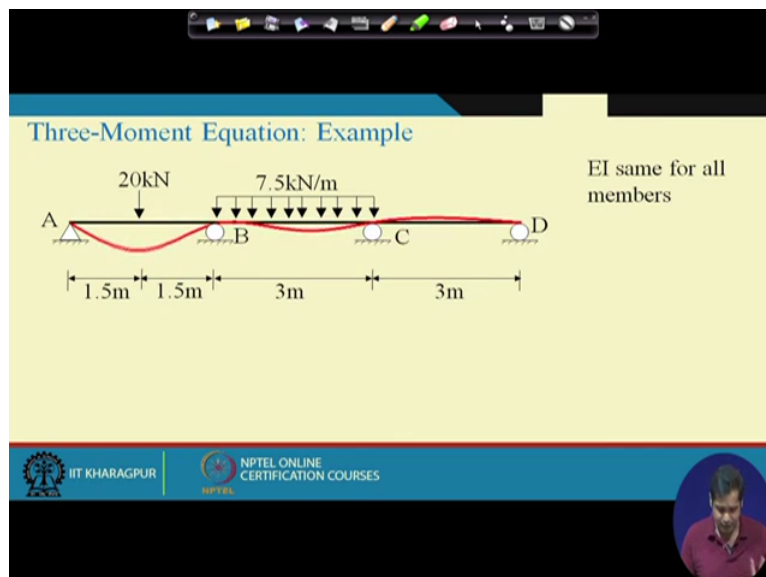 Three-Moment Equation: Example
EI same for all
members
20kN
7.5kN/m
A
B
C
D
1.5m
1.5m
3m
3m
IIT KHARAGPUR
NPTEL
NPTEL ONLINE
CERTIFICATION COURSES